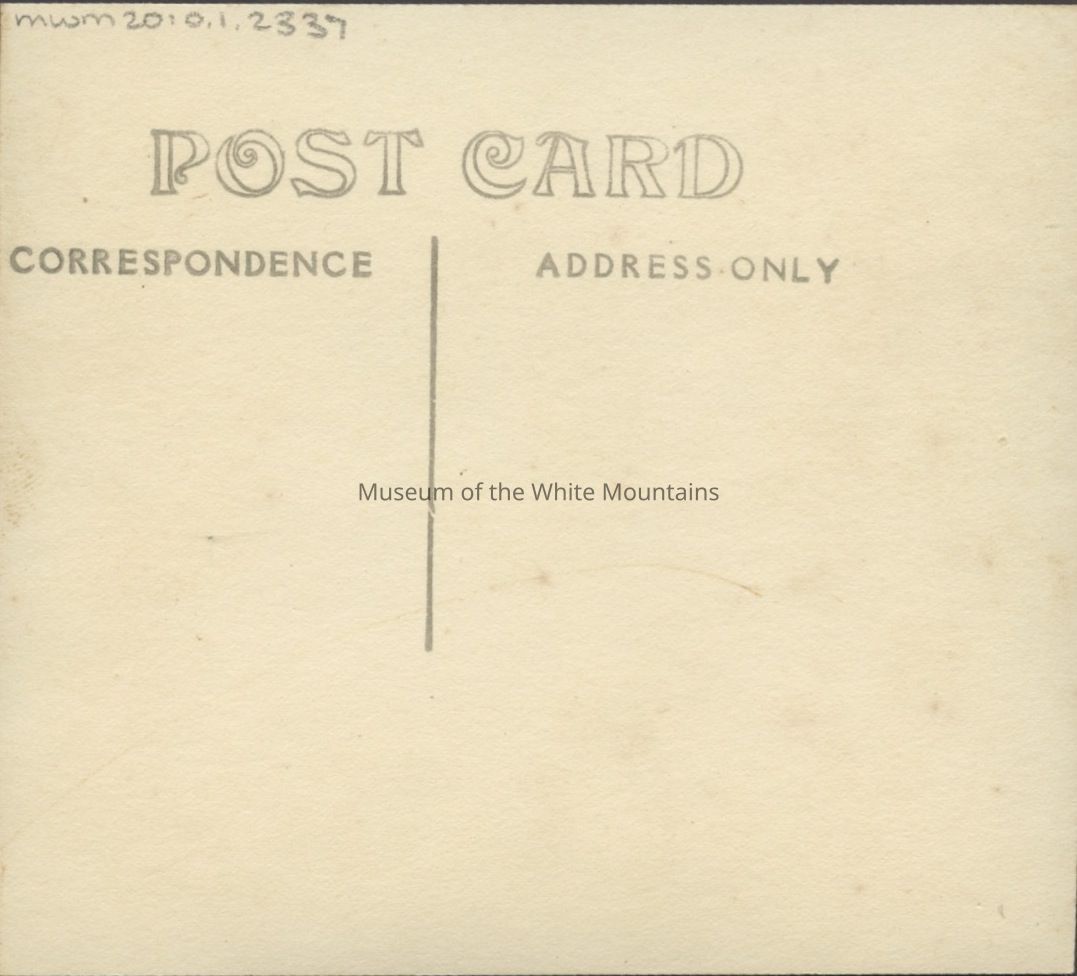 mwm2010.1.2337
POST CARD
CORRESPONDENCE
ADDRESS ONLY
Museum of the White Mountains